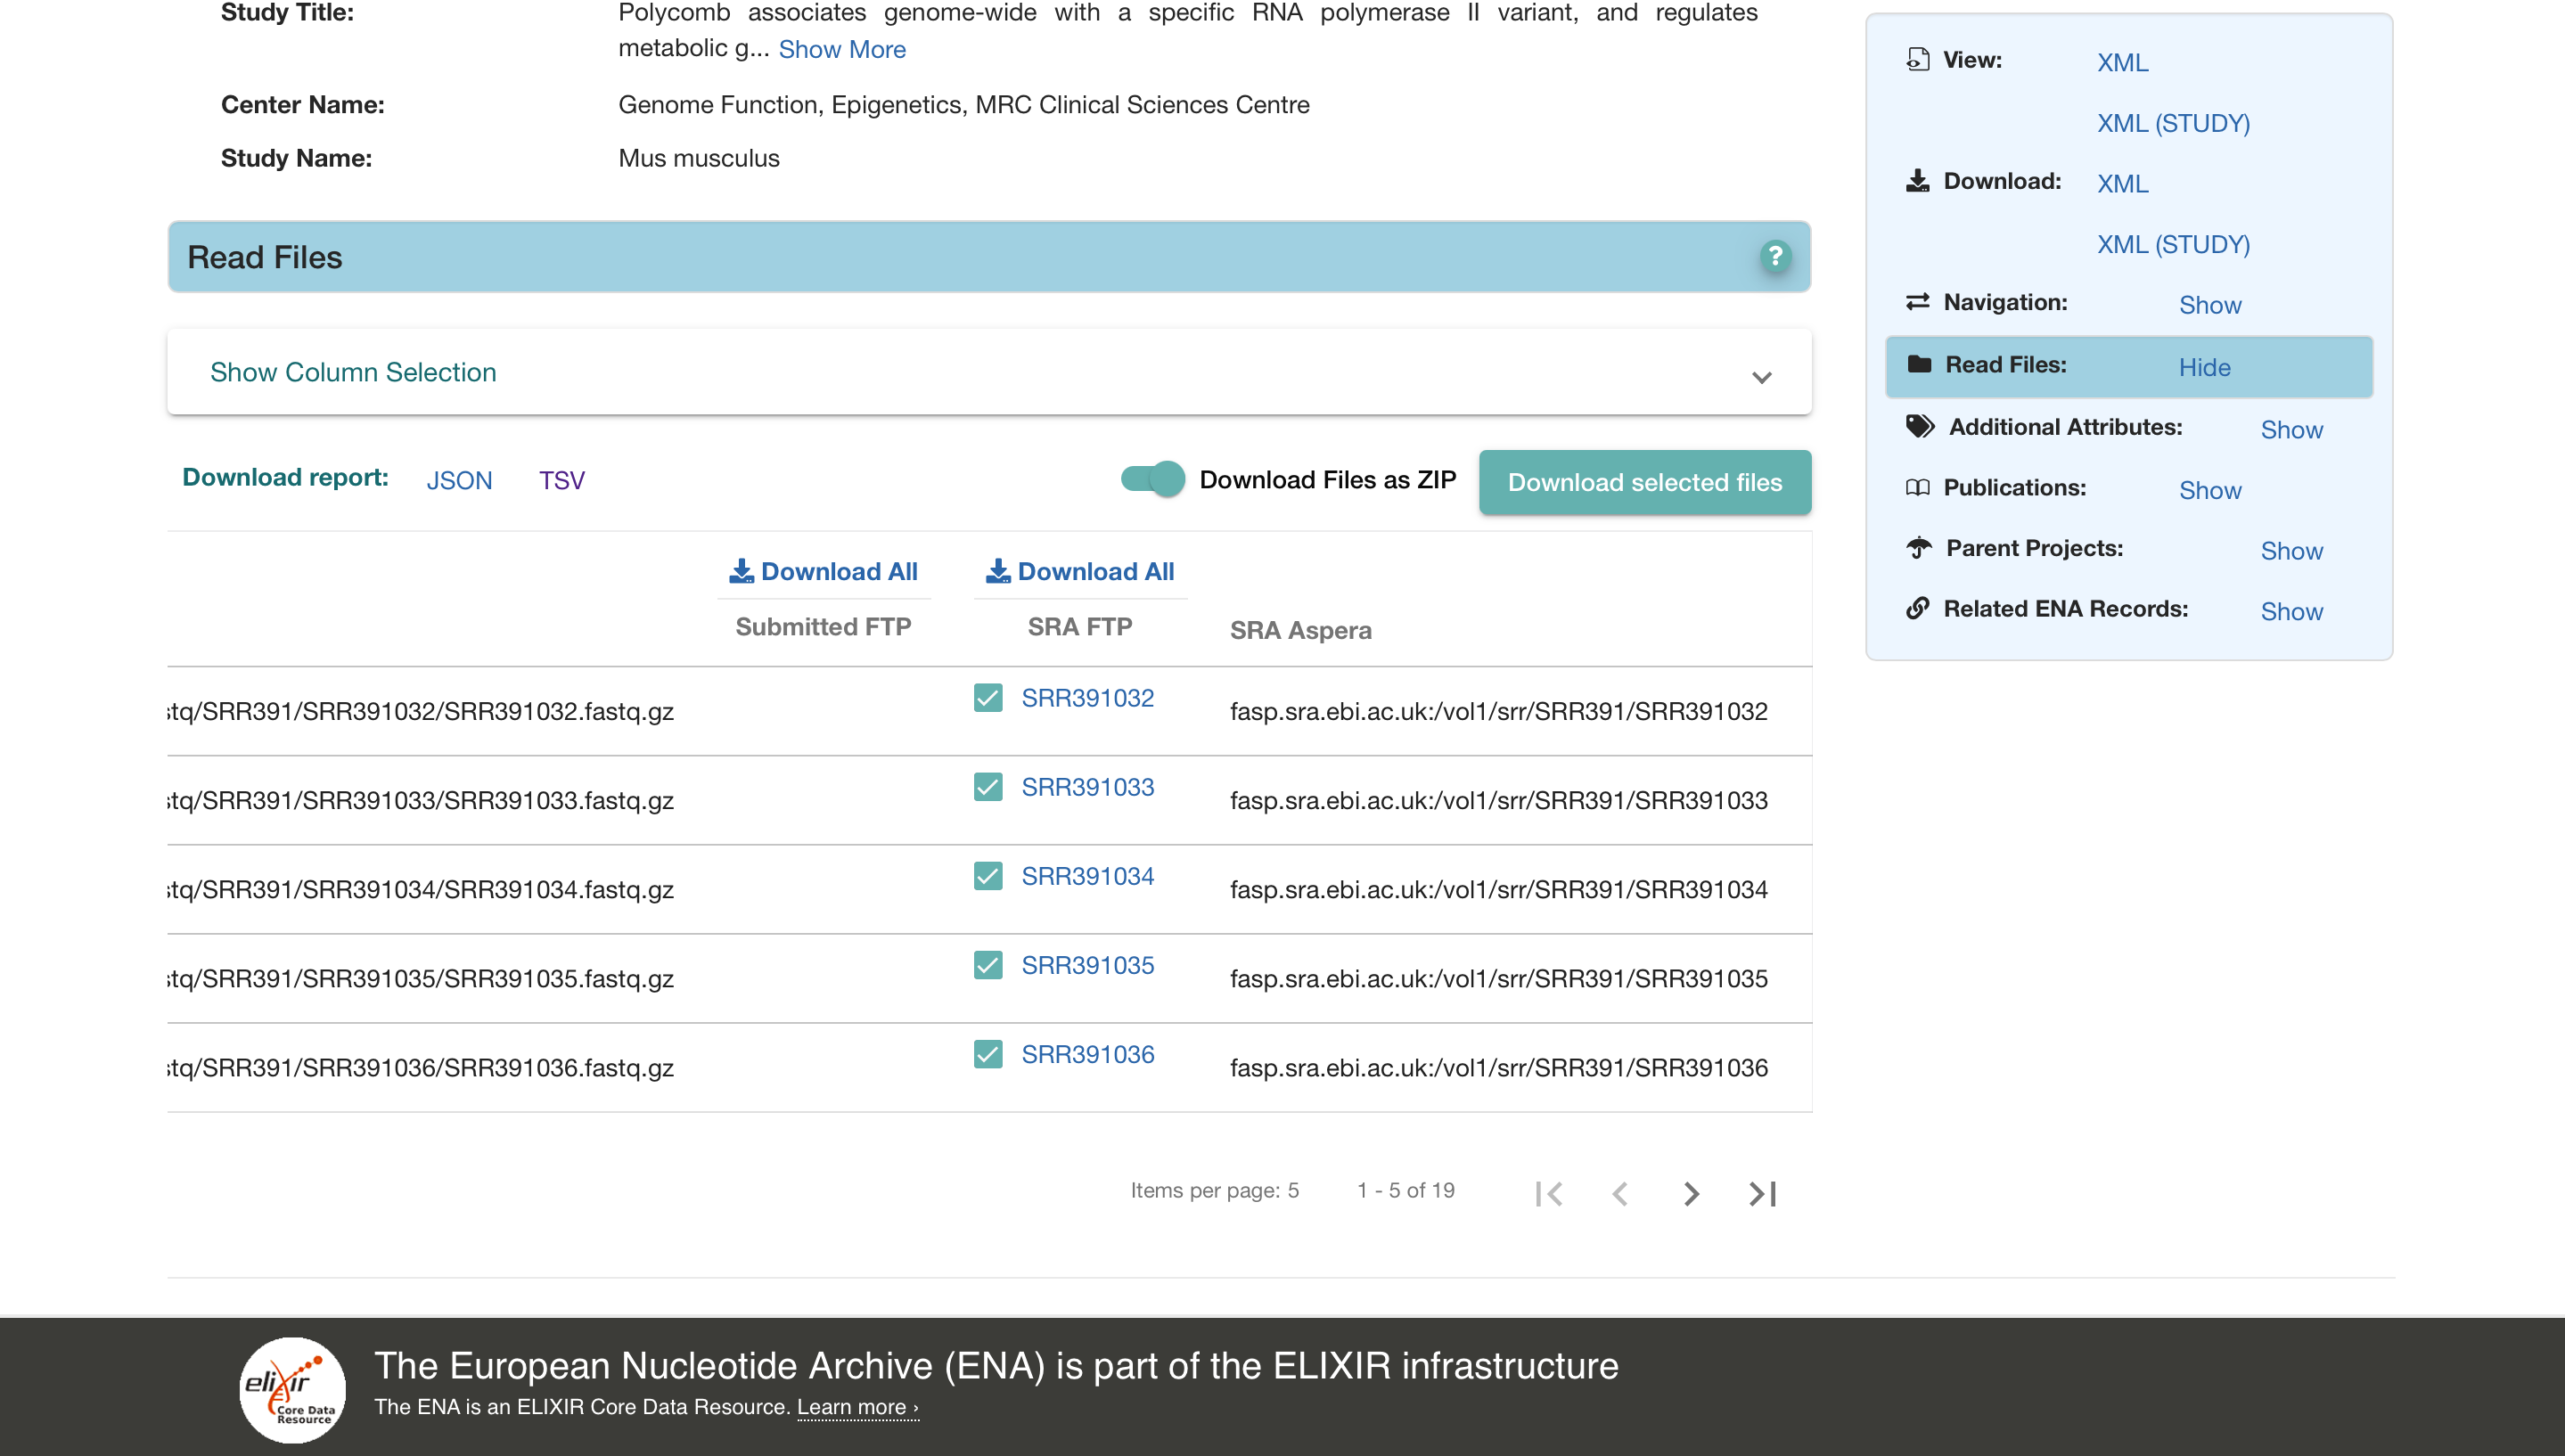 Study Title: Polycomb associates genome-wide with a specific RNA polymerase II variant, and regulates
metabolic g... Show More
Center Name: Genome Function, Epigenetics, MRC Clinical Sciences Centre
Study Name: Mus musculus
Read Files ?
Show Column Selection
Download report: JSON TSV Download Files as ZIP Download selected files
Download All Download All
Submitted FTP SRA FTP SRA Aspera
stq/SRR391/SRR391032/SRR391032.fastq.gz SRR391032 fasp.sra.ebi.ac.uk:/vol1/srr/SRR391/SRR391032
stq/SRR391/SRR391033/SRR391033.fastq.gz SRR391033 fasp.sra.ebi.ac.uk:/vol1/srr/SRR391/SRR391033
stq/SRR391/SRR391034/SRR391034.fastq.gz SRR391034 fasp.sra.ebi.ac.uk:/vol1/srr/SRR391/SRR391034
stq/SRR391/SRR391035/SRR391035.fastq.gz SRR391035 fasp.sra.ebi.ac.uk:/vol1/srr/SRR391/SRR391035
stq/SRR391/SRR391036/SRR391036.fastq.gz SRR391036 fasp.sra.ebi.ac.uk:/vol1/srr/SRR391/SRR391036
Items per page: 5 1 - 5 of 19
View: XML
XML (STUDY)
Download: XML
XML (STUDY)
Navigation: Show
Read Files: Hide
Additional Attributes: Show
Publications: Show
Parent Projects: Show
Related ENA Records: Show
elixir
Core Data
Resource
The European Nucleotide Archive (ENA) is part of the ELIXIR infrastructure
The ENA is an ELIXIR Core Data Resource. Learn more ›